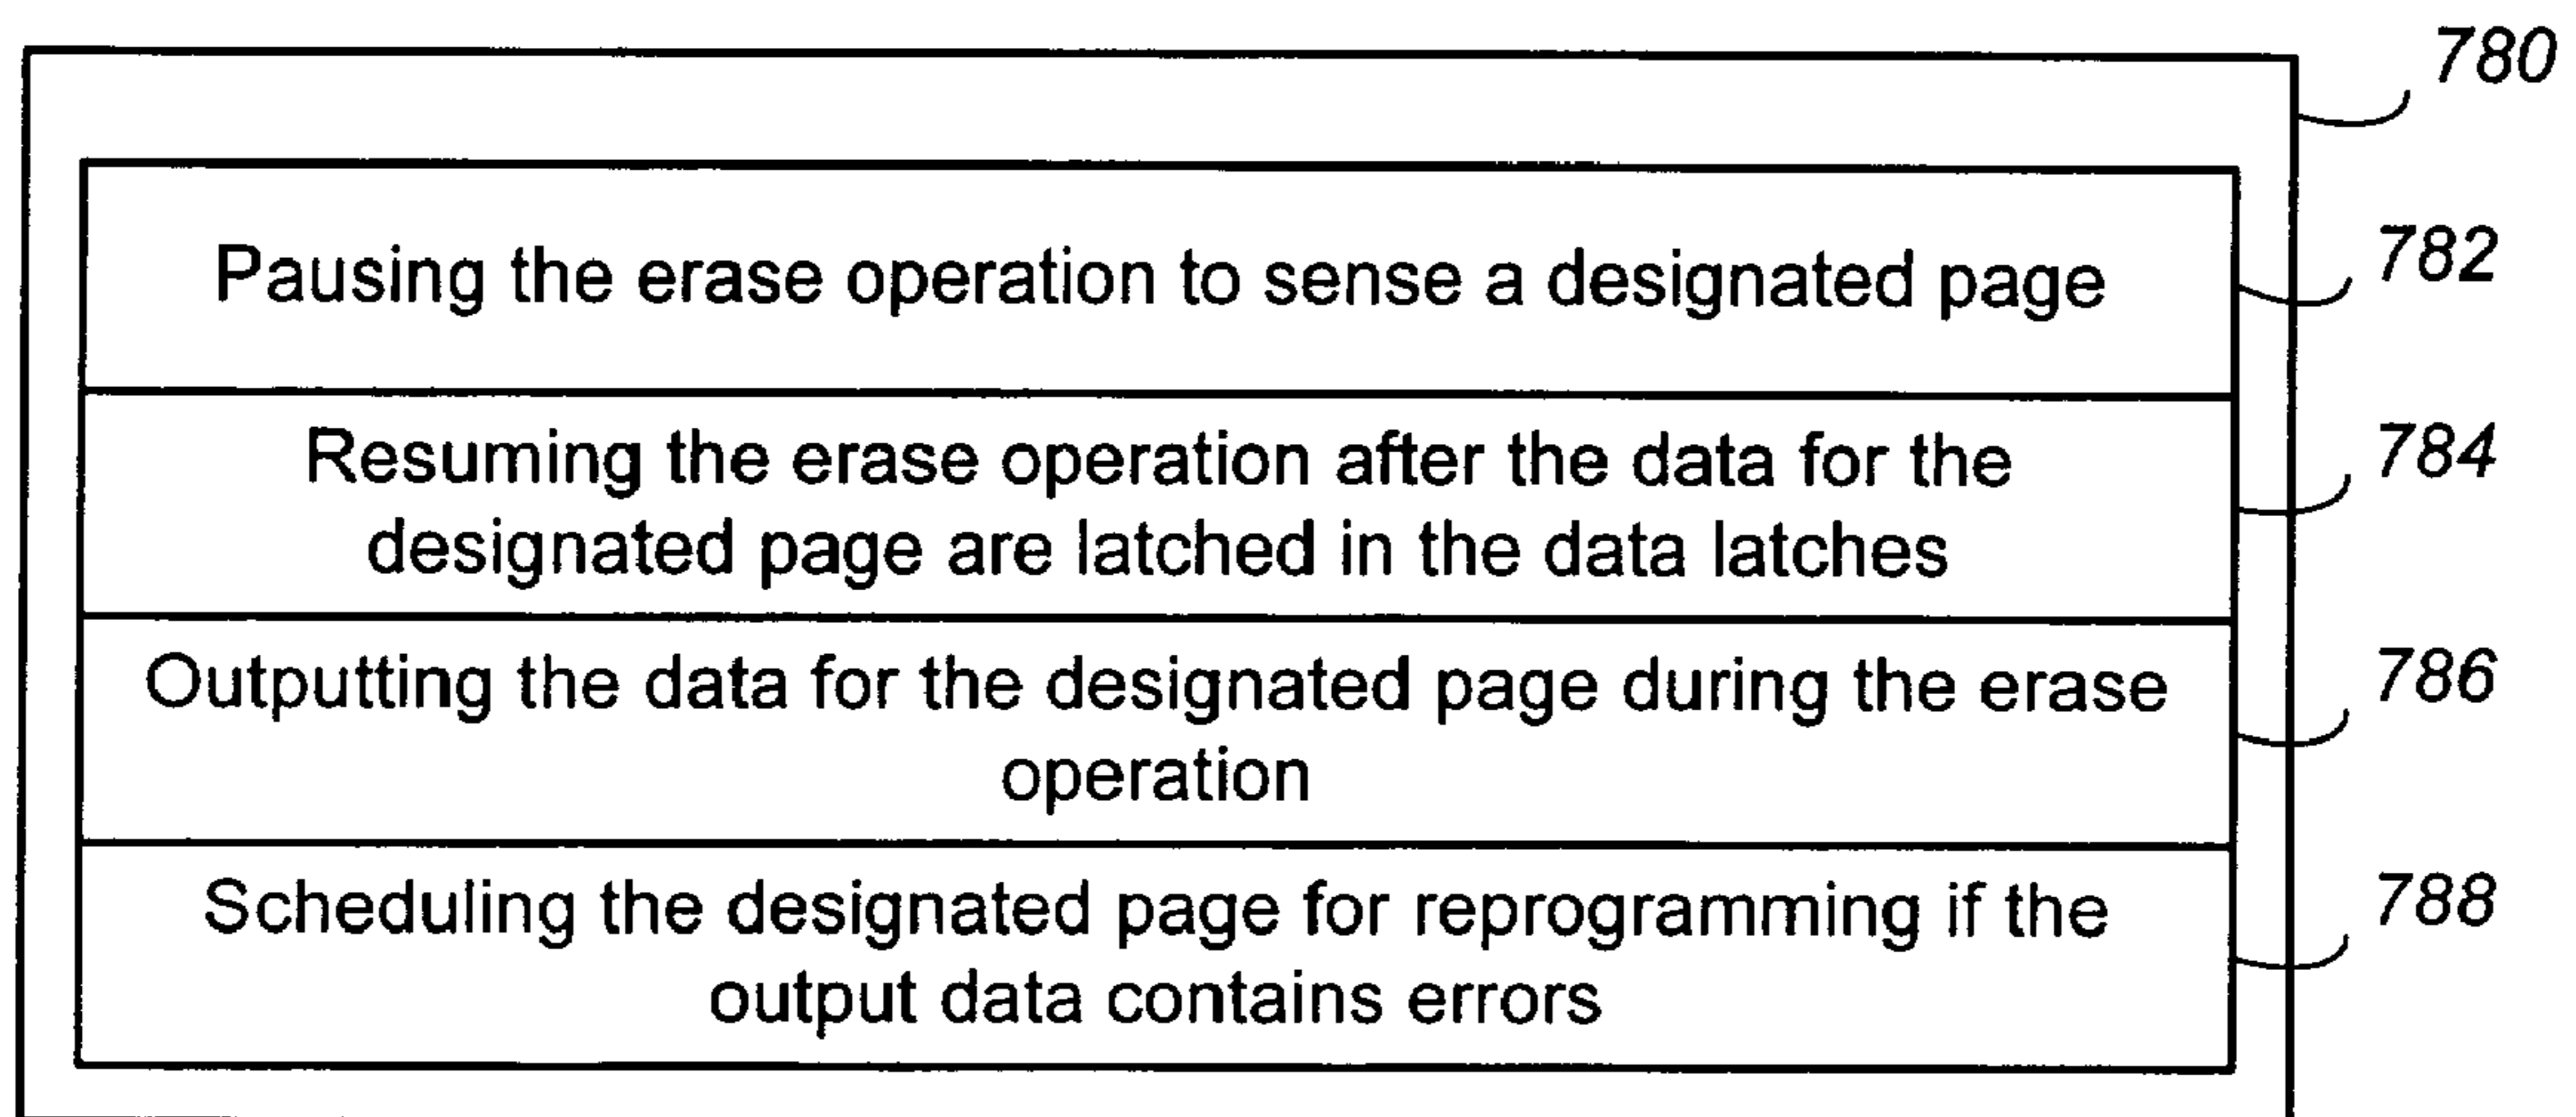 780
Pausing the erase operation to sense a designated page
782
Resuming the erase operation after the data for the
designated page are latched in the data latches
784
Outputting the data for the designated page during the erase
operation
786
Scheduling the designated page for reprogramming if the
output data contains errors
788